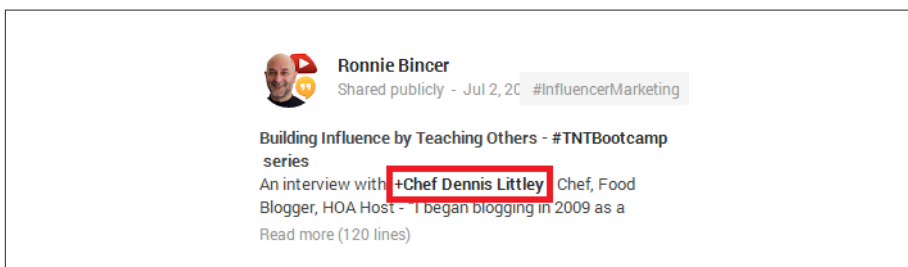 Ronnie Bincer
Shared publicly - Jul 2, 20 #InfluencerMarketing
Building Influence by Teaching Others - #TNTBootcamp
series
An interview with +Chef Dennis Littley Chef, Food
Blogger, HOA Host - "I began blogging in 2009 as a
Read more (120 lines)